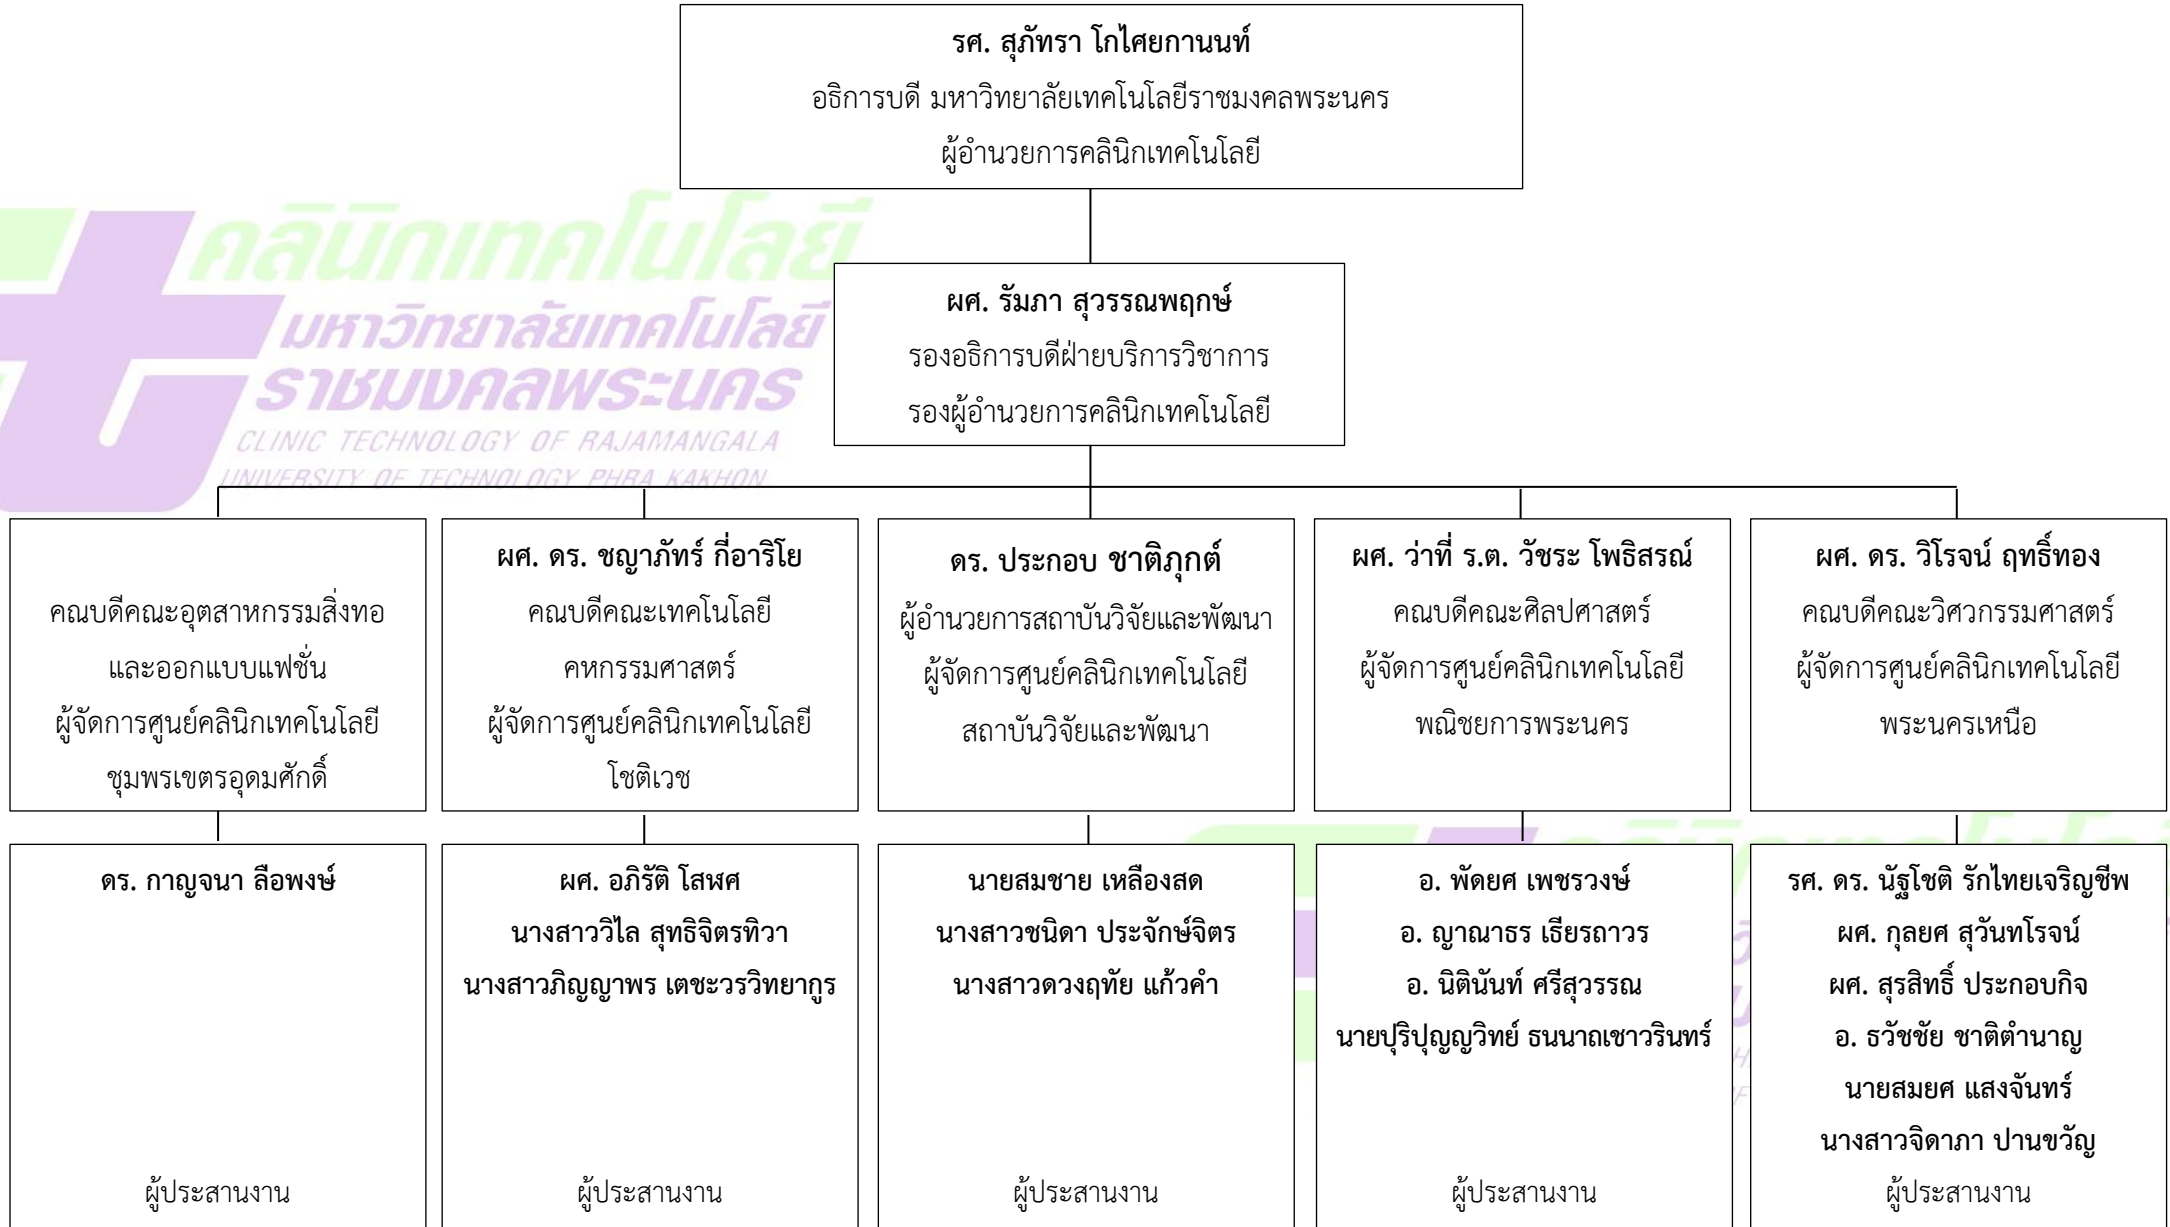 รศ. สุภัทรา โกไศยกานนท์
อธิการบดี มหาวิทยาลัยเทคโนโลยีราชมงคลพระนคร
ผู้อำนวยการคลินิกเทคโนโลยี
คลินิกเทคโนโลยี
มหาวิทยาลัยเทคโนโลยี
ราชมงคลพระนคร
CLINIC TECHNOLOGY OF RAJAMANGALA
UNIVERSITY OF TECHNOLOGY PHRA KAKHON
ผศ. รัมภา สุวรรณพฤกษ์
รองอธิการบดีฝ่ายบริการวิชาการ
รองผู้อำนวยการคลินิกเทคโนโลยี
คณบดีคณะอุตสาหกรรมสิ่งทอ
และออกแบบแฟชั่น
ผู้จัดการศูนย์คลินิกเทคโนโลยี
ชุมพรเขตรอุดมศักดิ์
ผศ. ดร. ชญาภัทร์ กี่อาริโย
คณบดีคณะเทคโนโลยี
คหกรรมศาสตร์
ผู้จัดการศูนย์คลินิกเทคโนโลยี
โชติเวช
ดร. ประกอบ ชาติภุกต์
ผู้อำนวยการสถาบันวิจัยและพัฒนา
ผู้จัดการศูนย์คลินิกเทคโนโลยี
สถาบันวิจัยและพัฒนา
ผศ. ว่าที่ ร.ต. วัชระ โพธิสรณ์
คณบดีคณะศิลปศาสตร์
ผู้จัดการศูนย์คลินิกเทคโนโลยี
พณิชยการพระนคร
ผศ. ดร. วิโรจน์ ฤทธิ์ทอง
คณบดีคณะวิศวกรรมศาสตร์
ผู้จัดการศูนย์คลินิกเทคโนโลยี
พระนครเหนือ
ดร. กาญจนา ลือพงษ์
ผู้ประสานงาน
ผศ. อภิรัติ โสฬศ
นางสาววิไล สุทธิจิตรทิวา
นางสาวภิญญาพร เตชะวรวิทยากูร
ผู้ประสานงาน
นายสมชาย เหลืองสด
นางสาวชนิดา ประจักษ์จิตร
นางสาวดวงฤทัย แก้วคำ
ผู้ประสานงาน
อ. พัดยศ เพชรวงษ์
อ. ญาณาธร เธียรถาวร
อ. นิตินันท์ ศรีสุวรรณ
นายปุริปุญญวิทย์ ธนนาถเชาวรินทร์
ผู้ประสานงาน
รศ. ดร. นัฐโชติ รักไทยเจริญชีพ
ผศ. กุลยศ สุวันทโรจน์
ผศ. สุรสิทธิ์ ประกอบกิจ
อ. ธวัชชัย ชาติตำนาญ
นายสมยศ แสงจันทร์
นางสาวจิดาภา ปานขวัญ
ผู้ประสานงาน